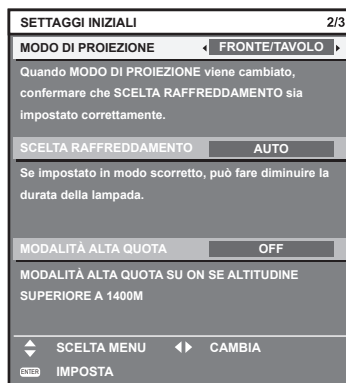 SETTAGGI INIZIALI 2/3
MODO DI PROIEZIONE FRONTE/TAVOLO
Quando MODO DI PROIEZIONE viene cambiato,
confermare che SCELTA RAFFREDDAMENTO sia
impostato correttamente.
SCELTA RAFFREDDAMENTO AUTO
Se impostato in modo scorretto, può fare diminuire la
durata della lampada.
MODALITÀ ALTA QUOTA OFF
MODALITÀ ALTA QUOTA SU ON SE ALTITUDINE
SUPERIORE A 1400M
SCELTA MENU CAMBIA
ENTER IMPOSTA